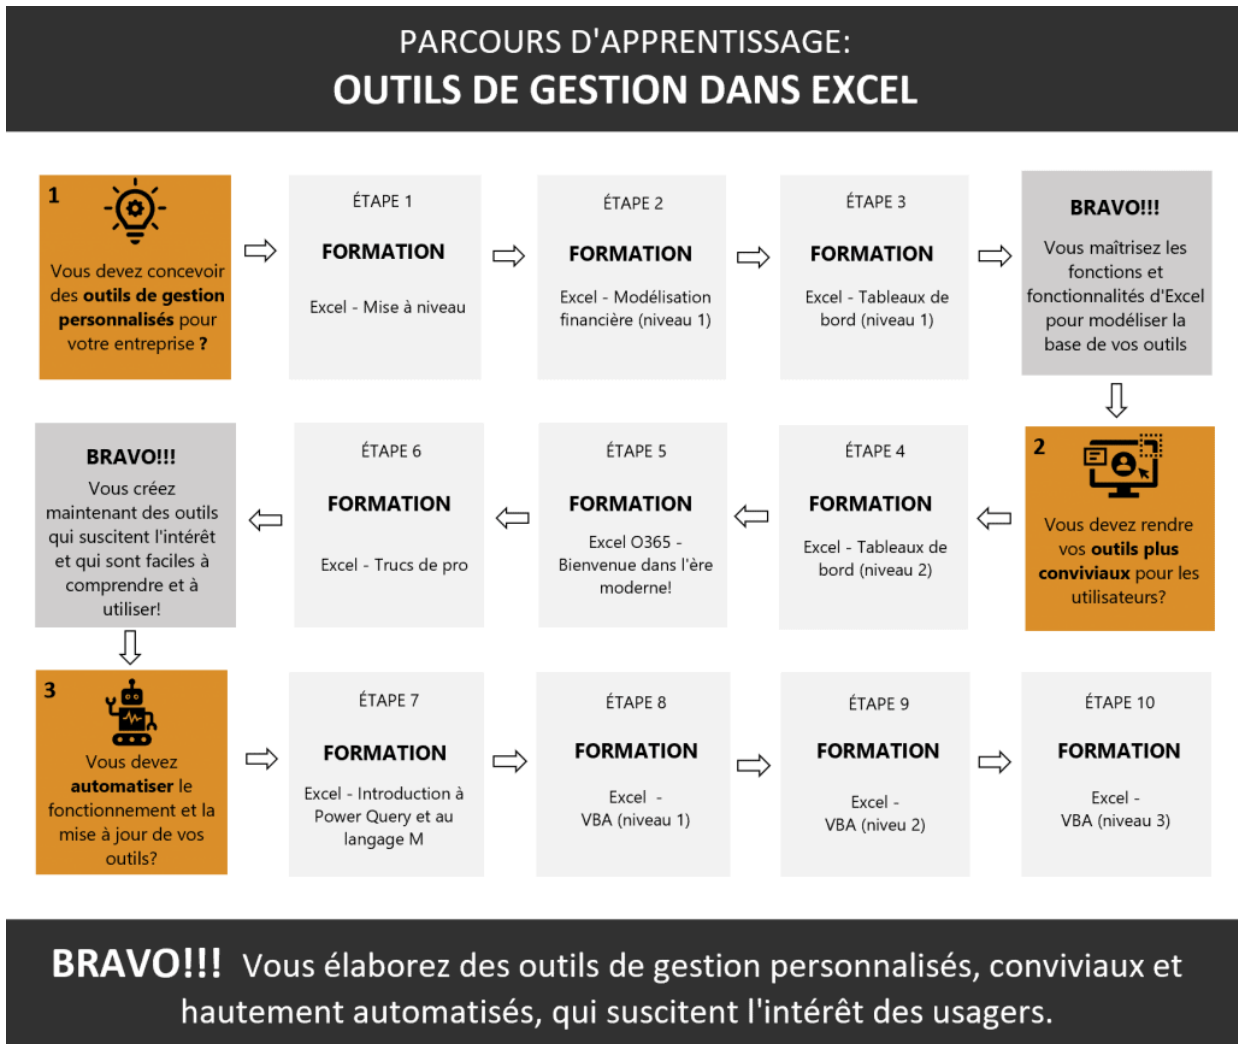 PARCOURS D'APPRENTISSAGE:
OUTILS DE GESTION DANS EXCEL
1
Vous devez concevoir
des outils de gestion
personnalisés pour
votre entreprise ?
ÉTAPE 1
FORMATION
Excel - Mise à niveau
ÉTAPE 2
FORMATION
Excel - Modélisation
financière (niveau 1)
ÉTAPE 3
FORMATION
Excel - Tableaux de
bord (niveau 1)
BRAVO!!!
Vous maîtrisez les
fonctions et
fonctionnalités d'Excel
pour modéliser la
base de vos outils
2
Vous devez rendre
vos outils plus
conviviaux pour les
utilisateurs?
ÉTAPE 4
FORMATION
Excel - Tableaux de
bord (niveau 2)
ÉTAPE 5
FORMATION
Excel O365 -
Bienvenue dans l'ère
moderne!
ÉTAPE 6
FORMATION
Excel - Trucs de pro
BRAVO!!!
Vous créez
maintenant des outils
qui suscitent l'intérêt
et qui sont faciles à
comprendre et à
utiliser!
3
Vous devez
automatiser le
fonctionnement et la
mise à jour de vos
outils?
ÉTAPE 7
FORMATION
Excel - Introduction à
Power Query et au
langage M
ÉTAPE 8
FORMATION
Excel -
VBA (niveau 1)
ÉTAPE 9
FORMATION
Excel -
VBA (niveu 2)
ÉTAPE 10
FORMATION
Excel -
VBA (niveau 3)
BRAVO!!! Vous élaborez des outils de gestion personnalisés, conviviaux et
hautement automatisés, qui suscitent l'intérêt des usagers.